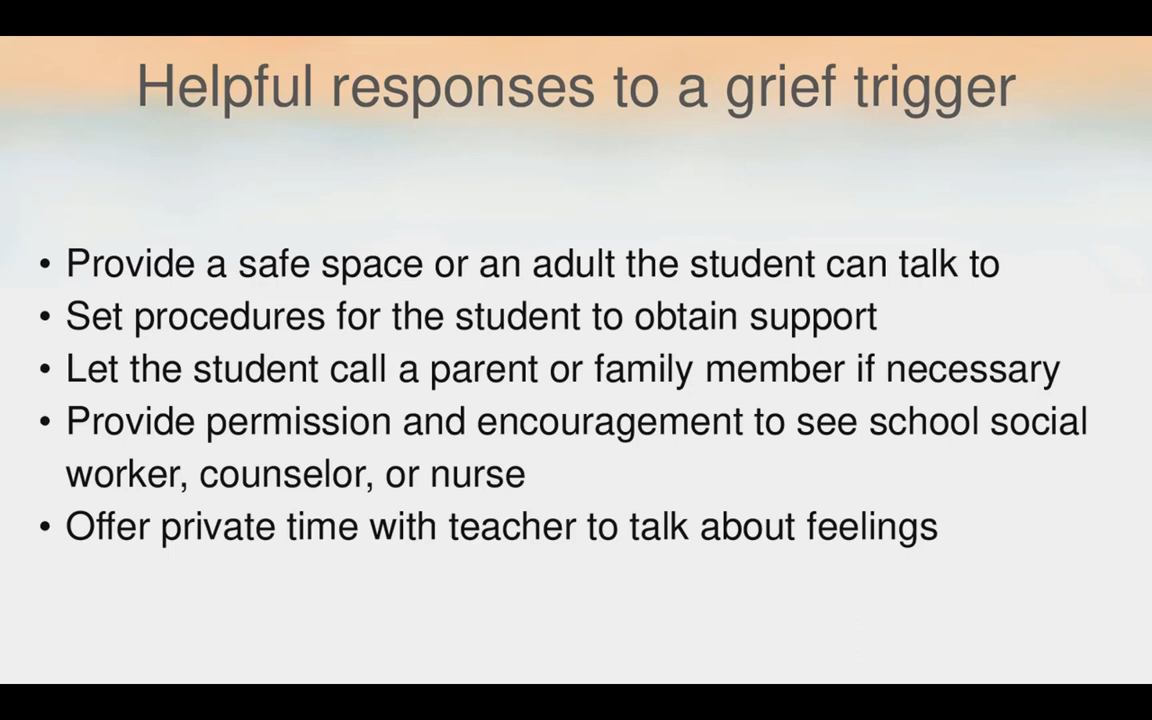 Helpful responses to a grief trigger
• Provide a safe space or an adult the student can talk to
• Set procedures for the student to obtain support
• Let the student call a parent or family member if necessary
• Provide permission and encouragement to see school social
worker, counselor, or nurse
• Offer private time with teacher to talk about feelings